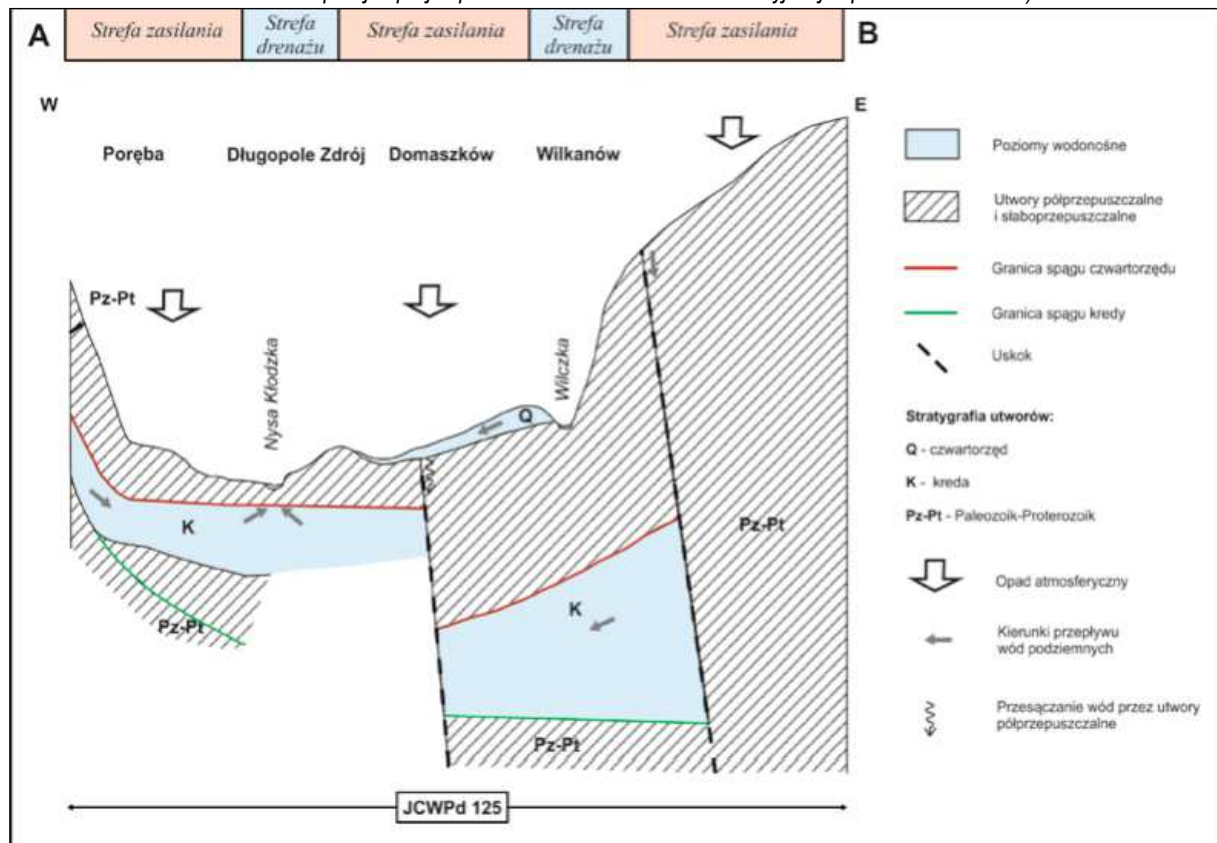 A
Strefa zasilania
Strefa
drenażu
Strefa zasilania
Strefa
drenażu
Strefa zasilania
B
W
E
Poręba
Długopole Zdrój
Domaszków
Wilkanów
Pz-Pt
Nysa Kłodzka
Wilczka
Q
K
K
Pz-Pt
Pz-Pt
Pz-Pt
JCWPd 125
Poziomy wodonośne
Utwory półprzepuszczalne
i słaboprzepuszczalne
Granica spągu czwartorzędu
Granica spągu kredy
Uskok
Stratygrafia utworów:
Q - czwartorzęd
K - kreda
Pz-Pt - Paleozoik-Proterozoik
Opad atmosferyczny
Kierunki przepływu
wód podziemnych
Przesączanie wód przez utwory
półprzepuszczalne